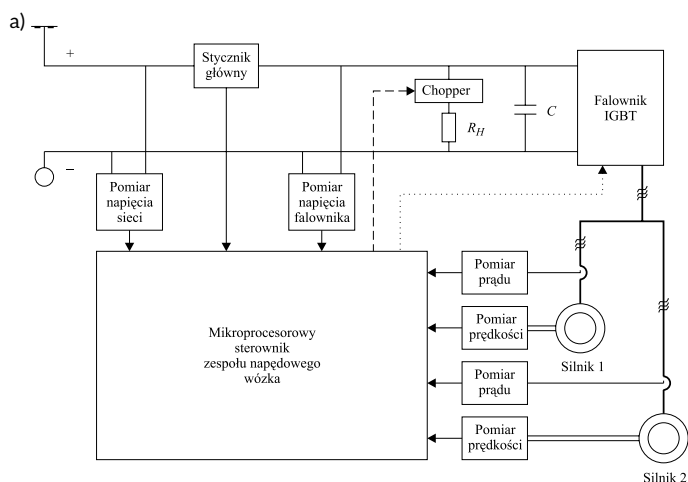 a)
+
Stycznik
główny
Chopper
R_H
C
Falownik
IGBT
−
Pomiar
napięcia
sieci
Pomiar
napięcia
falownika
Mikroprocesorowy
sterownik
zespołu napędowego
wózka
Pomiar
prądu
Pomiar
prędkości
Silnik 1
Pomiar
prądu
Pomiar
prędkości
Silnik 2